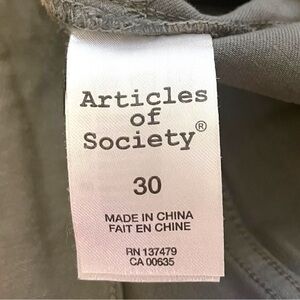 Articles
of
Society®
30
MADE IN CHINA
FAIT EN CHINE
RN 137479
CA 00635